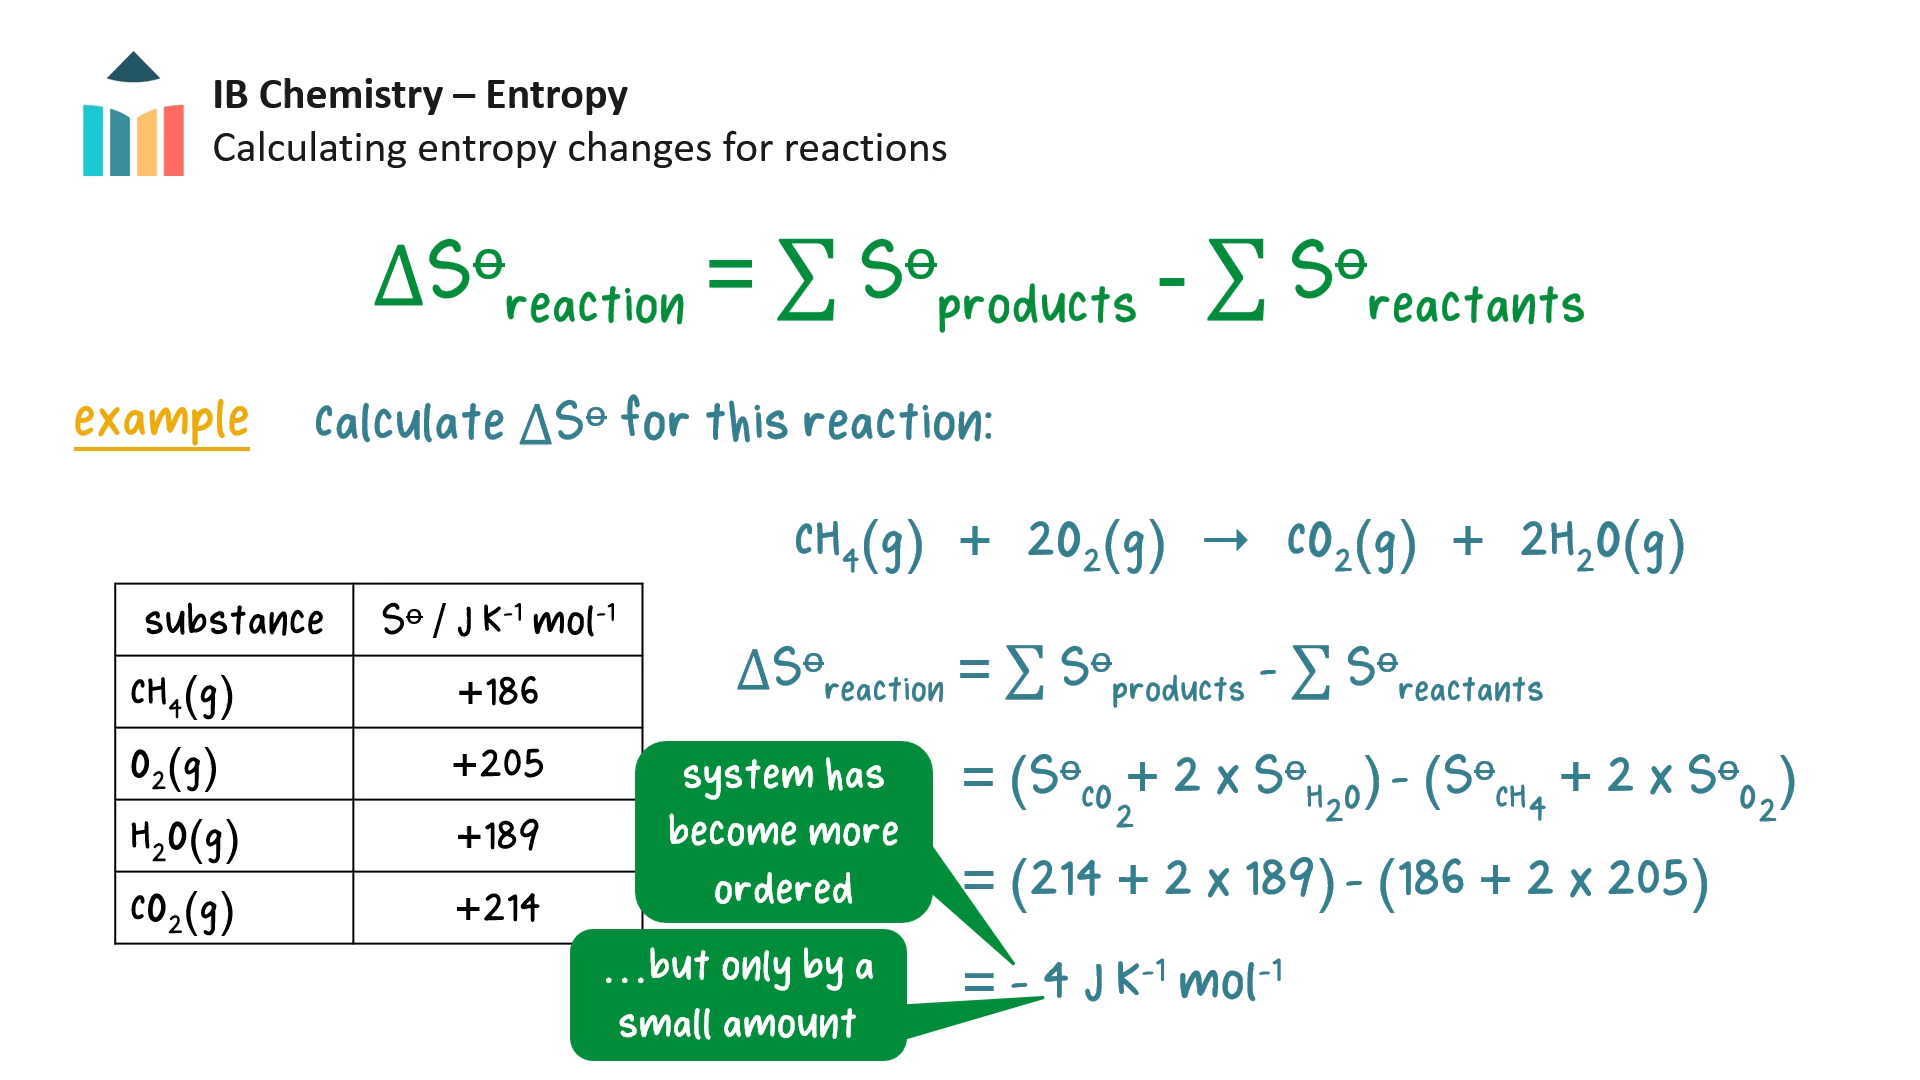 IB Chemistry – Entropy
Calculating entropy changes for reactions
ΔS⦵reaction = ∑ S⦵products - ∑ S⦵reactants
example calculate ΔS⦵ for this reaction:
CH₄(g) + 2O₂(g) → CO₂(g) + 2H₂O(g)
substance S⦵ / J K⁻¹ mol⁻¹
CH₄(g) +186
O₂(g) +205
H₂O(g) +189
CO₂(g) +214
ΔS⦵reaction = ∑ S⦵products - ∑ S⦵reactants
= (S⦵CO₂ + 2 x S⦵H₂O) - (S⦵CH₄ + 2 x S⦵O₂)
= (214 + 2 x 189) - (186 + 2 x 205)
= - 4 J K⁻¹ mol⁻¹
system has
become more
ordered
...but only by a
small amount